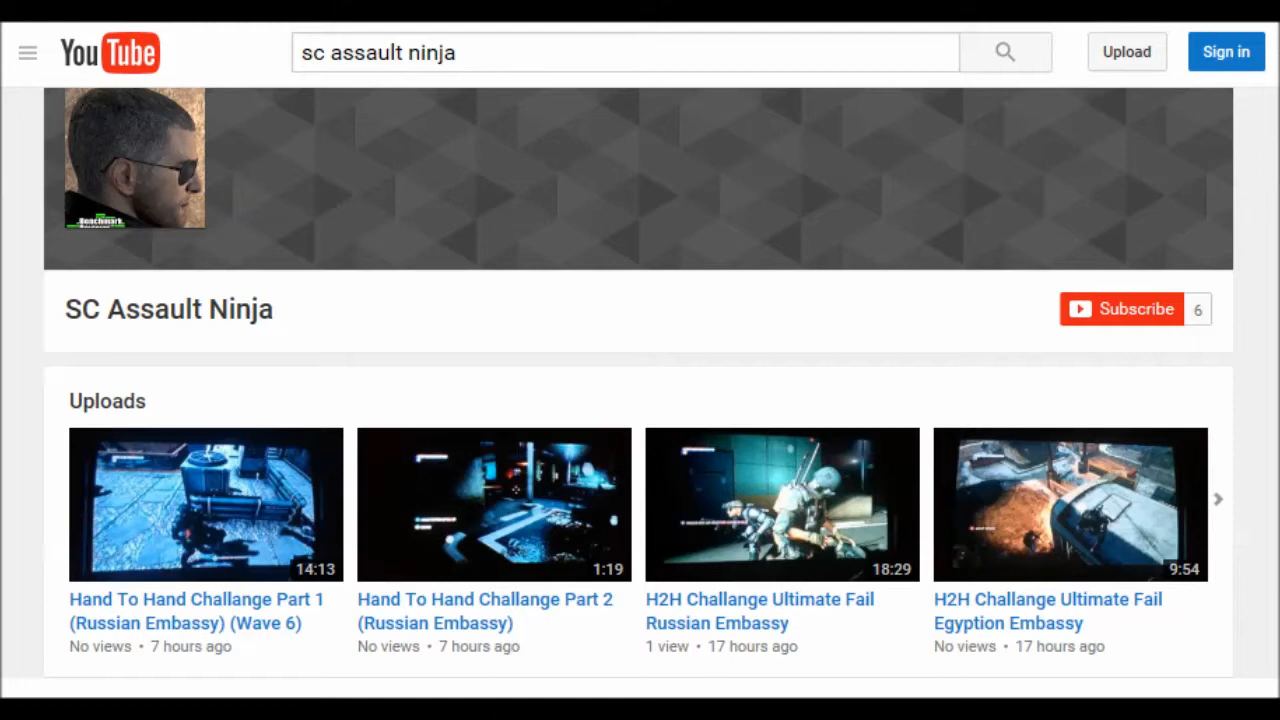 YouTube
sc assault ninja
Upload
Sign in
Benchmark
SC Assault Ninja
Subscribe
6
Uploads
14:13
1:19
18:29
9:54
Hand To Hand Challange Part 1
(Russian Embassy) (Wave 6)
No views • 7 hours ago
Hand To Hand Challange Part 2
(Russian Embassy)
No views • 7 hours ago
H2H Challange Ultimate Fail
Russian Embassy
1 view • 17 hours ago
H2H Challange Ultimate Fail
Egyption Embassy
No views • 17 hours ago